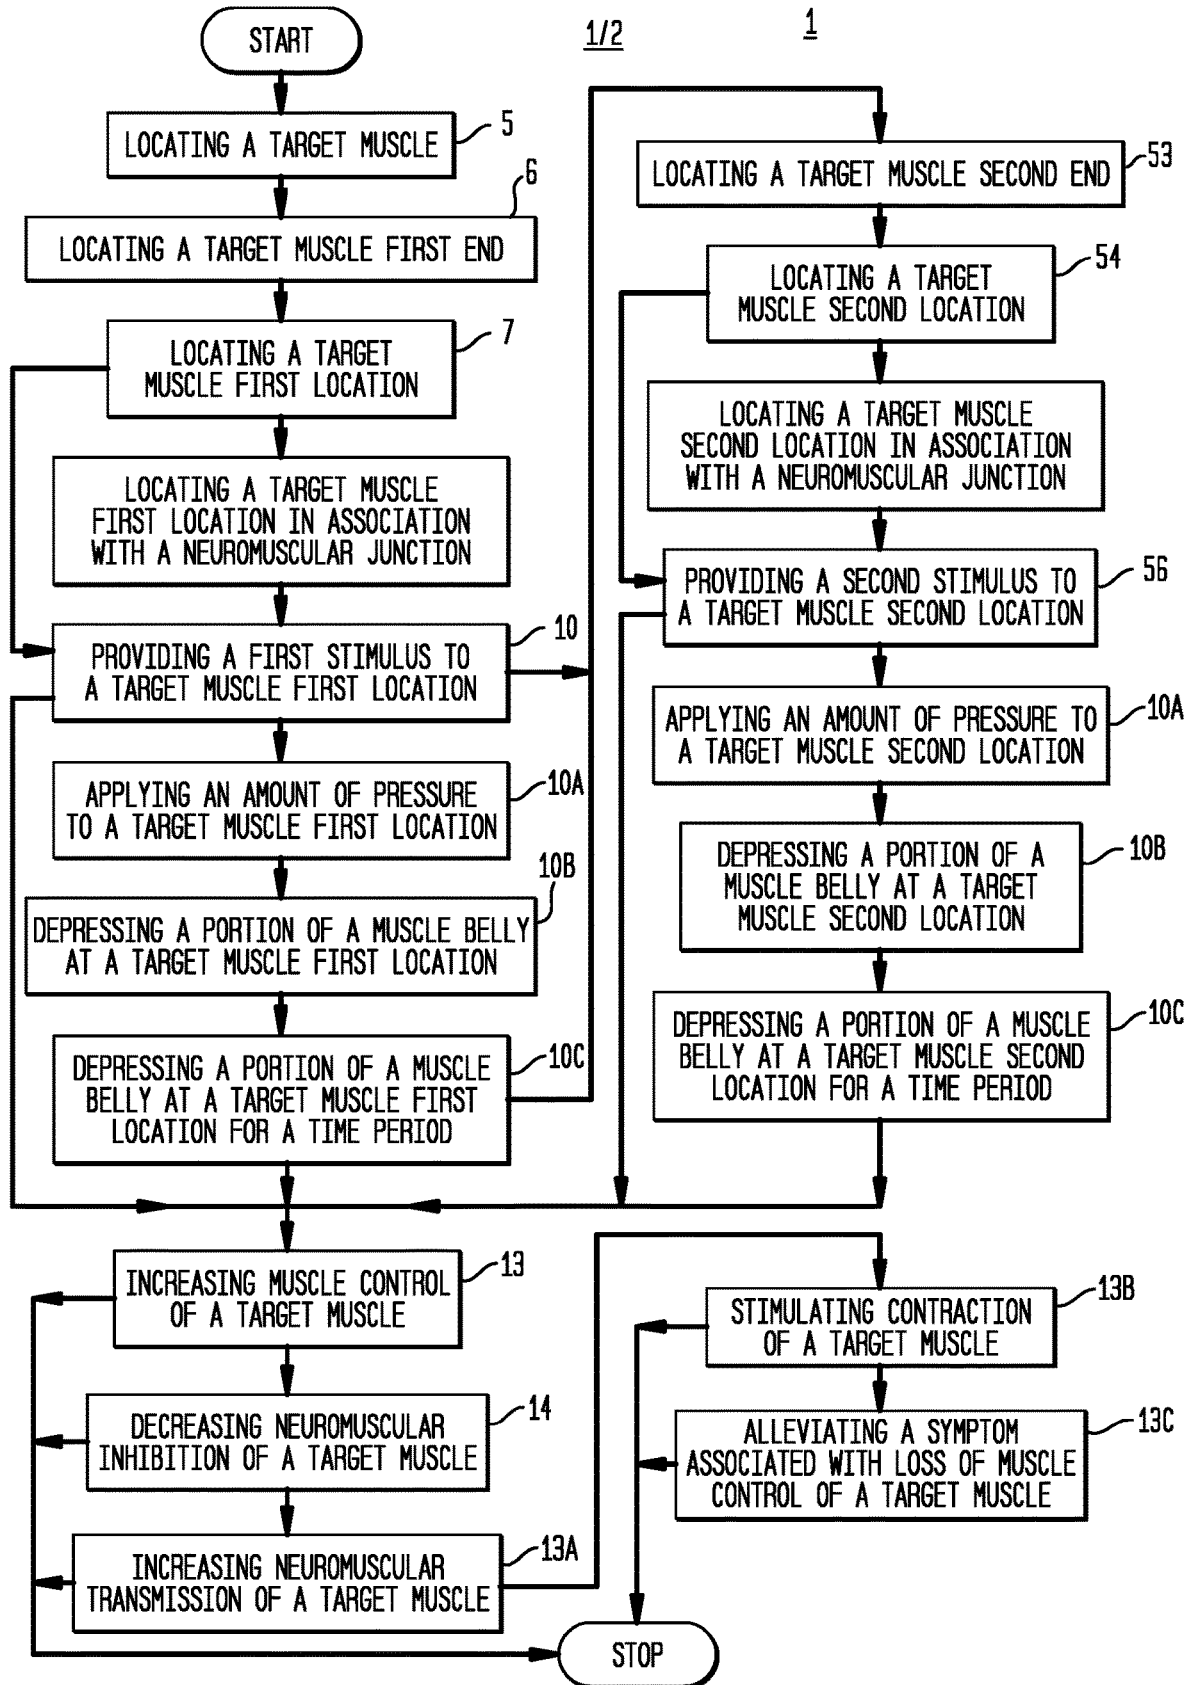 1/2
1
START
LOCATING A TARGET MUSCLE
5
6
LOCATING A TARGET MUSCLE FIRST END
7
LOCATING A TARGET
MUSCLE FIRST LOCATION
LOCATING A TARGET MUSCLE
FIRST LOCATION IN ASSOCIATION
WITH A NEUROMUSCULAR JUNCTION
10
PROVIDING A FIRST STIMULUS TO
A TARGET MUSCLE FIRST LOCATION
10A
APPLYING AN AMOUNT OF PRESSURE
TO A TARGET MUSCLE FIRST LOCATION
10B
DEPRESSING A PORTION OF A MUSCLE BELLY
AT A TARGET MUSCLE FIRST LOCATION
10C
DEPRESSING A PORTION OF A MUSCLE
BELLY AT A TARGET MUSCLE FIRST
LOCATION FOR A TIME PERIOD
53
LOCATING A TARGET MUSCLE SECOND END
54
LOCATING A TARGET
MUSCLE SECOND LOCATION
LOCATING A TARGET MUSCLE
SECOND LOCATION IN ASSOCIATION
WITH A NEUROMUSCULAR JUNCTION
56
PROVIDING A SECOND STIMULUS TO
A TARGET MUSCLE SECOND LOCATION
10A
APPLYING AN AMOUNT OF PRESSURE TO
A TARGET MUSCLE SECOND LOCATION
10B
DEPRESSING A PORTION OF A
MUSCLE BELLY AT A TARGET
MUSCLE SECOND LOCATION
10C
DEPRESSING A PORTION OF A MUSCLE
BELLY AT A TARGET MUSCLE SECOND
LOCATION FOR A TIME PERIOD
13
INCREASING MUSCLE CONTROL
OF A TARGET MUSCLE
14
DECREASING NEUROMUSCULAR
INHIBITION OF A TARGET MUSCLE
13A
INCREASING NEUROMUSCULAR
TRANSMISSION OF A TARGET MUSCLE
13B
STIMULATING CONTRACTION
OF A TARGET MUSCLE
13C
ALLEVIATING A SYMPTOM
ASSOCIATED WITH LOSS OF MUSCLE
CONTROL OF A TARGET MUSCLE
STOP